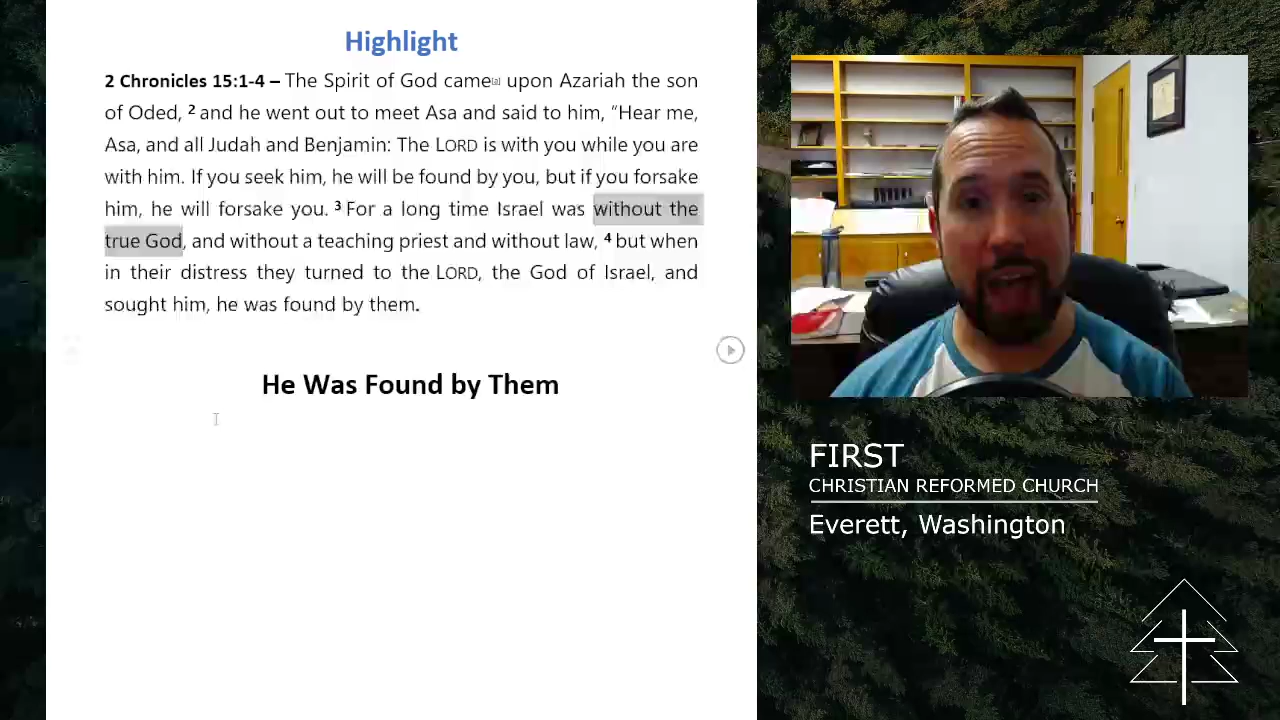 Highlight
2 Chronicles 15:1-4 – The Spirit of God came[a] upon Azariah the son
of Oded, 2 and he went out to meet Asa and said to him, “Hear me,
Asa, and all Judah and Benjamin: The LORD is with you while you are
with him. If you seek him, he will be found by you, but if you forsake
him, he will forsake you. 3 For a long time Israel was without the
true God, and without a teaching priest and without law, 4 but when
in their distress they turned to the LORD, the God of Israel, and
sought him, he was found by them.
He Was Found by Them
FIRST
CHRISTIAN REFORMED CHURCH
Everett, Washington